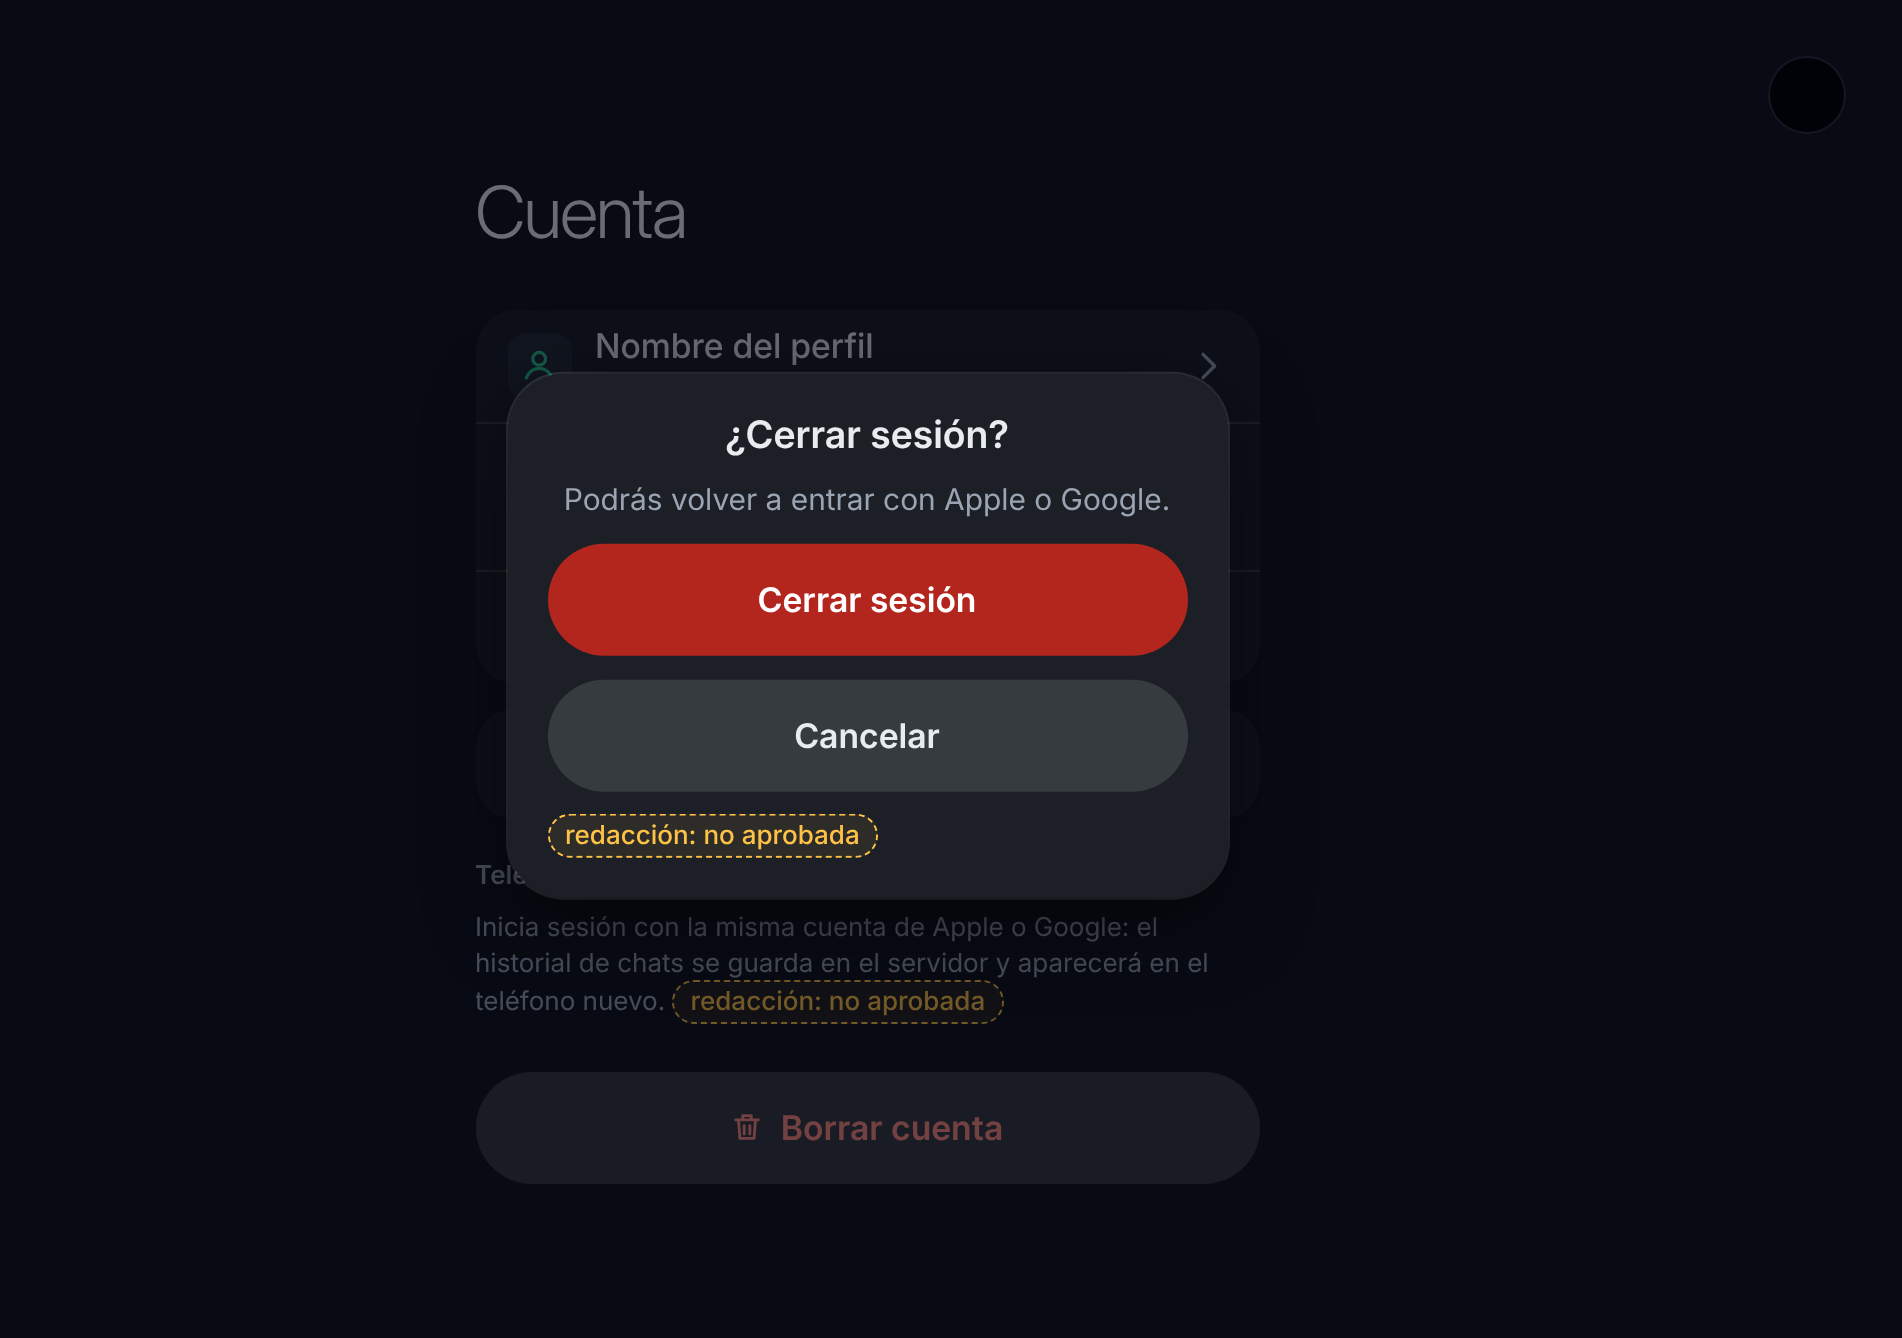 Cuenta
Nombre del perfil
¿Cerrar sesión?
Podrás volver a entrar con Apple o Google.
Cerrar sesión
Cancelar
redacción: no aprobada
Inicia sesión con la misma cuenta de Apple o Google: el
historial de chats se guarda en el servidor y aparecerá en el
teléfono nuevo. redacción: no aprobada
Borrar cuenta